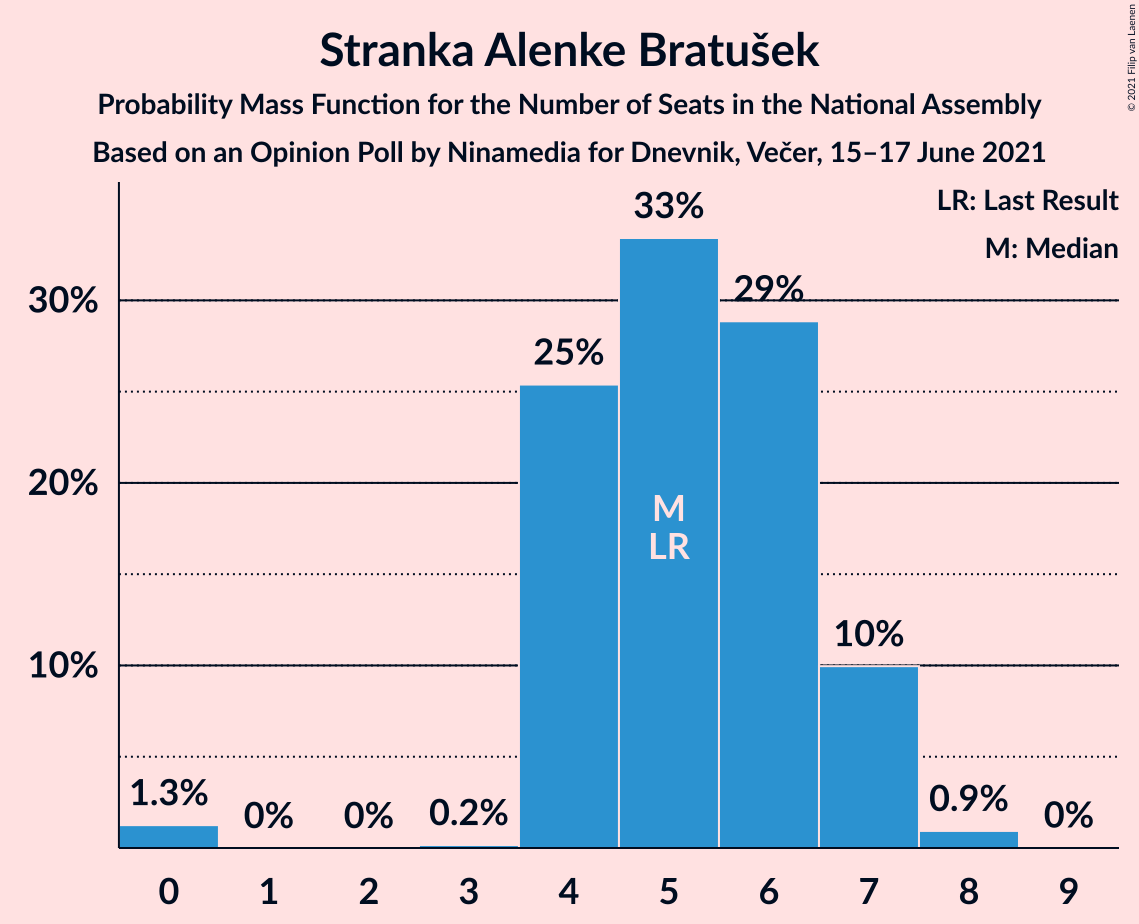 Stranka Alenke Bratušek
Probability Mass Function for the Number of Seats in the National Assembly
Based on an Opinion Poll by Ninamedia for Dnevnik, Večer, 15–17 June 2021
© 2021 Filip van Laenen
LR: Last Result
M: Median
30%
20%
10%
1.3%
0%
0%
0.2%
25%
33%
29%
10%
0.9%
0%
M
LR
0 1 2 3 4 5 6 7 8 9